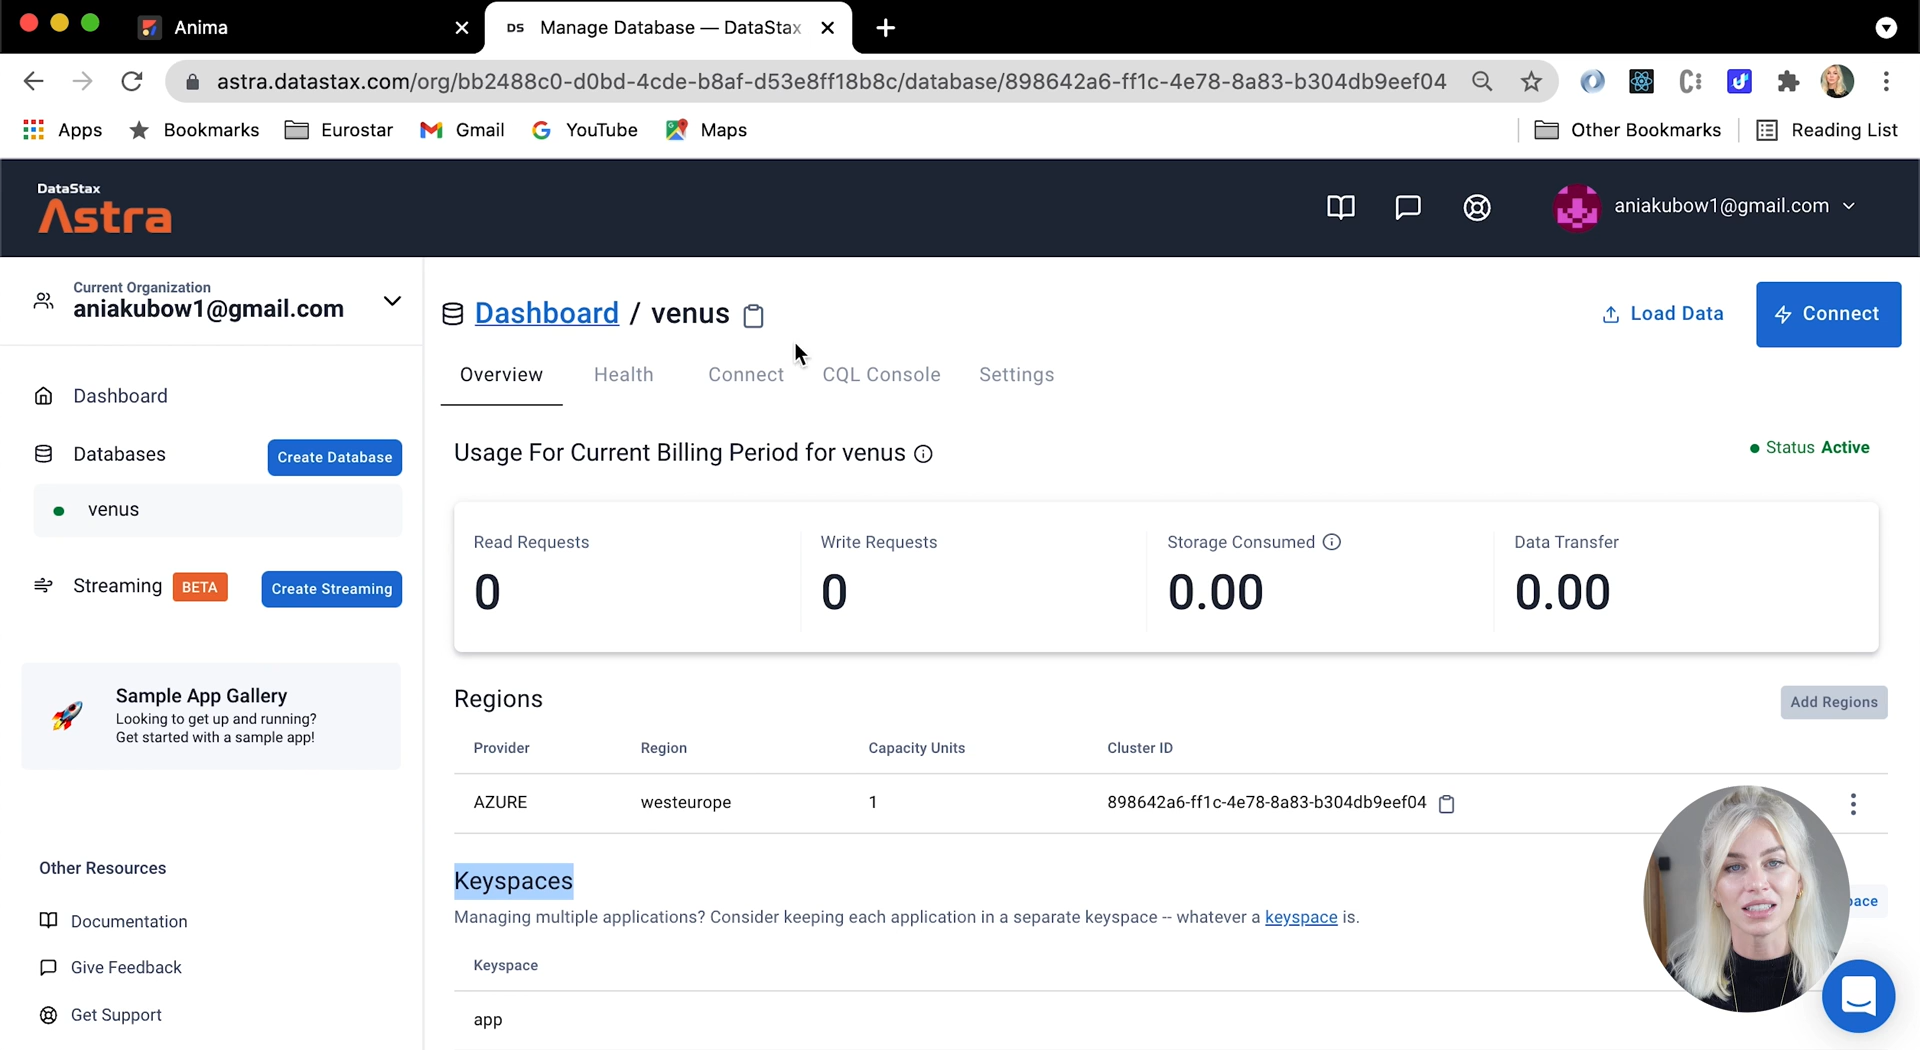 Anima
DS Manage Database — DataStax
astra.datastax.com/org/bb2488c0-d0bd-4cde-b8af-d53e8ff18b8c/database/898642a6-ff1c-4e78-8a83-b304db9eef04
Apps Bookmarks Eurostar Gmail YouTube Maps Other Bookmarks Reading List
DataStax
Astra
aniakubow1@gmail.com
Current Organization
aniakubow1@gmail.com
Dashboard
Databases Create Database
venus
Streaming BETA Create Streaming
Sample App Gallery
Looking to get up and running?
Get started with a sample app!
Other Resources
Documentation
Give Feedback
Get Support
Dashboard / venus
Load Data
Connect
Overview Health Connect CQL Console Settings
Usage For Current Billing Period for venus
Status Active
Read Requests Write Requests Storage Consumed Data Transfer
0 0 0.00 0.00
Regions
Add Regions
Provider Region Capacity Units Cluster ID
AZURE westeurope 1 898642a6-ff1c-4e78-8a83-b304db9eef04
Keyspaces
Managing multiple applications? Consider keeping each application in a separate keyspace -- whatever a keyspace is.
Keyspace
app